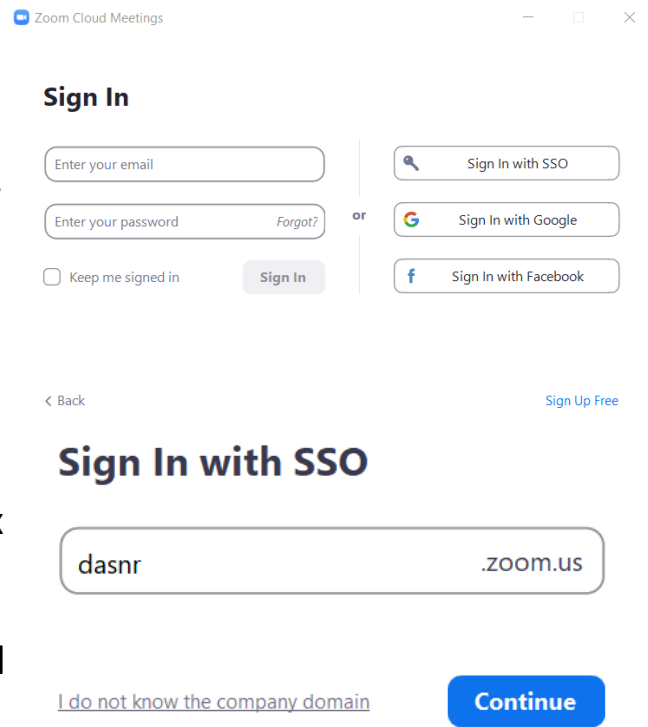 Zoom Cloud Meetings
Sign In
Enter your email
Enter your password Forgot?
Keep me signed in Sign In
or
Sign In with SSO
Sign In with Google
Sign In with Facebook
< Back Sign Up Free
Sign In with SSO
dasnr .zoom.us
I do not know the company domain Continue